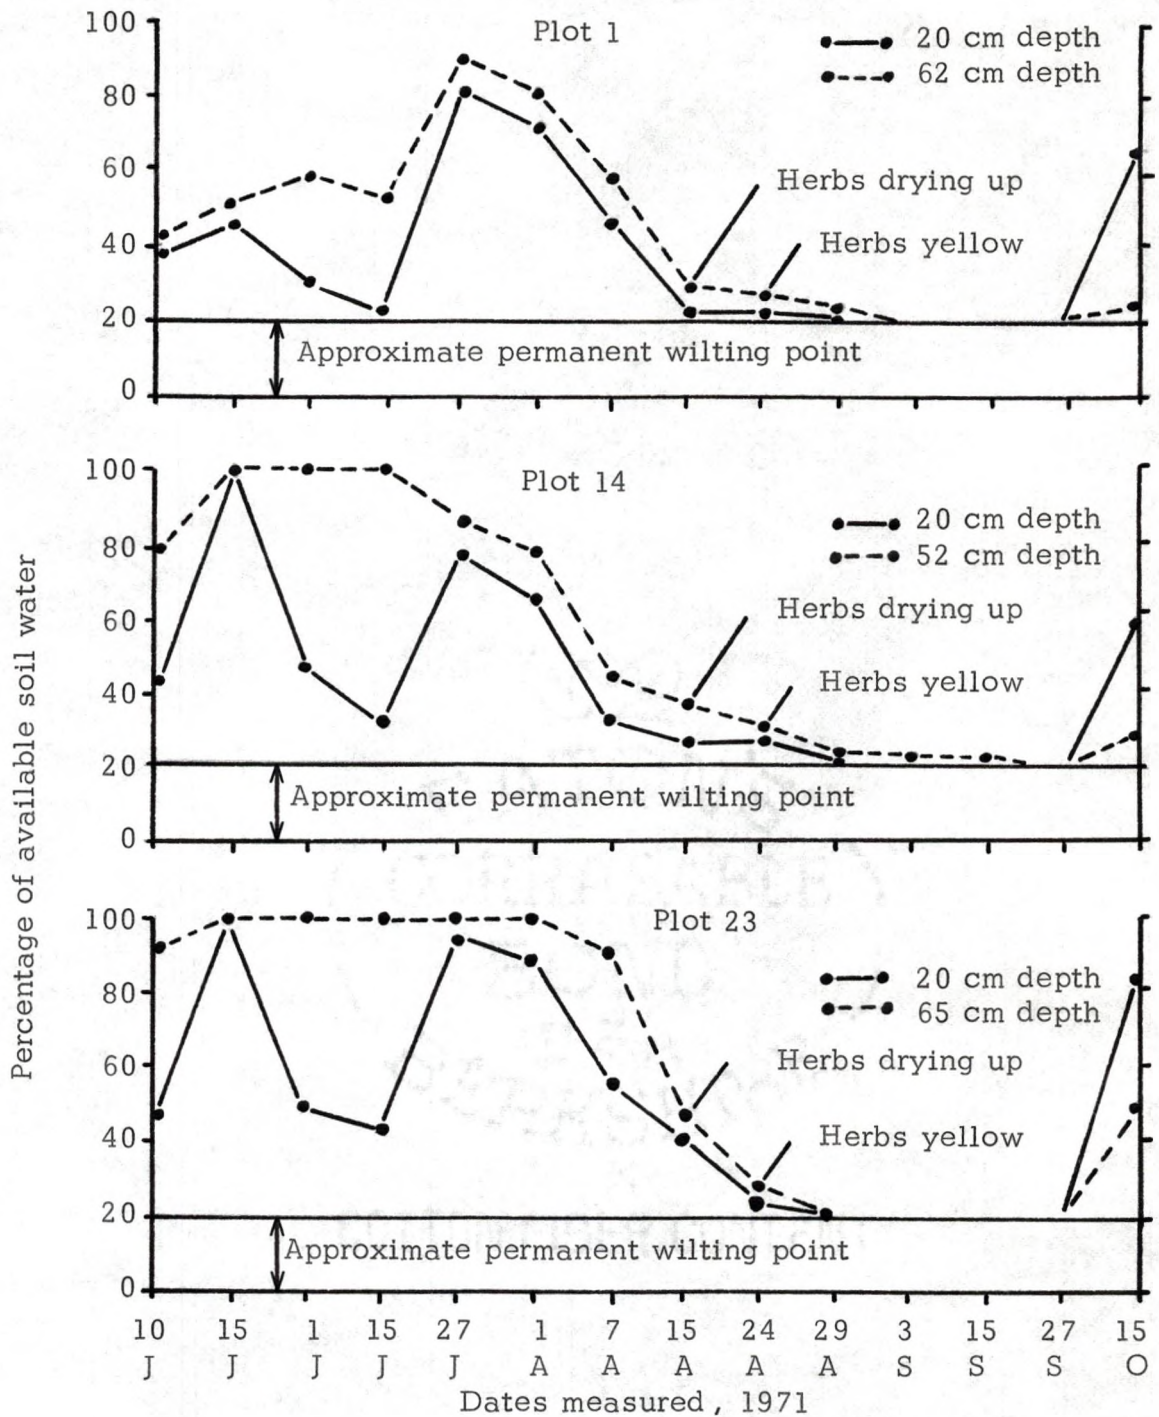 Percentage of available soil water
Plot 1
20 cm depth
62 cm depth
100
80
60
40
20
0
Herbs drying up
Herbs yellow
Approximate permanent wilting point
Plot 14
20 cm depth
52 cm depth
100
80
60
40
20
0
Herbs drying up
Herbs yellow
Approximate permanent wilting point
Plot 23
20 cm depth
65 cm depth
100
80
60
40
20
0
Herbs drying up
Herbs yellow
Approximate permanent wilting point
10 15 1 15 27 1 7 15 24 29 3 15 27 15
J J J J J A A A A A S S S O
Dates measured , 1971